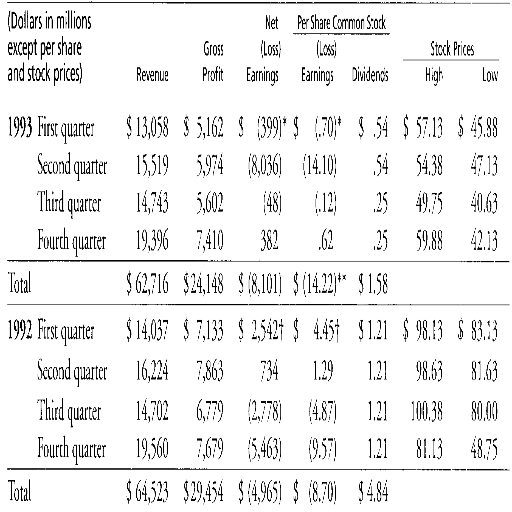 (Dollars in millions Net Per Share Common Stock
except per share Gross (Loss) (Loss) Stock Prices
and stock prices) Revenue Profit Earnings Earnings Dividends High Low
1993 First quarter $ 13,058 $ 5,162 $ (399)* $ (.70)* $ .54 $ 57.13 $ 45.88
Second quarter 15,519 5,974 (8,036) (14.10) .54 54.38 47.13
Third quarter 14,743 5,602 (48) (.12) .25 49.75 40.63
Fourth quarter 19,396 7,410 382 .62 .25 59.88 42.13
Total $ 62,716 $24,148 $ (8,101) $ (14.22)** $ 1.58
1992 First quarter $ 14,037 $ 7,133 $ 2,542† $ 4.45† $ 1.21 $ 98.13 $ 83.13
Second quarter 16,224 7,863 734 1.29 1.21 98.63 81.63
Third quarter 14,702 6,779 (2,778) (4.87) 1.21 100.38 80.00
Fourth quarter 19,560 7,679 (5,463) (9.57) 1.21 81.13 48.75
Total $ 64,523 $29,454 $ (4,965) $ (8.70) $ 4.84